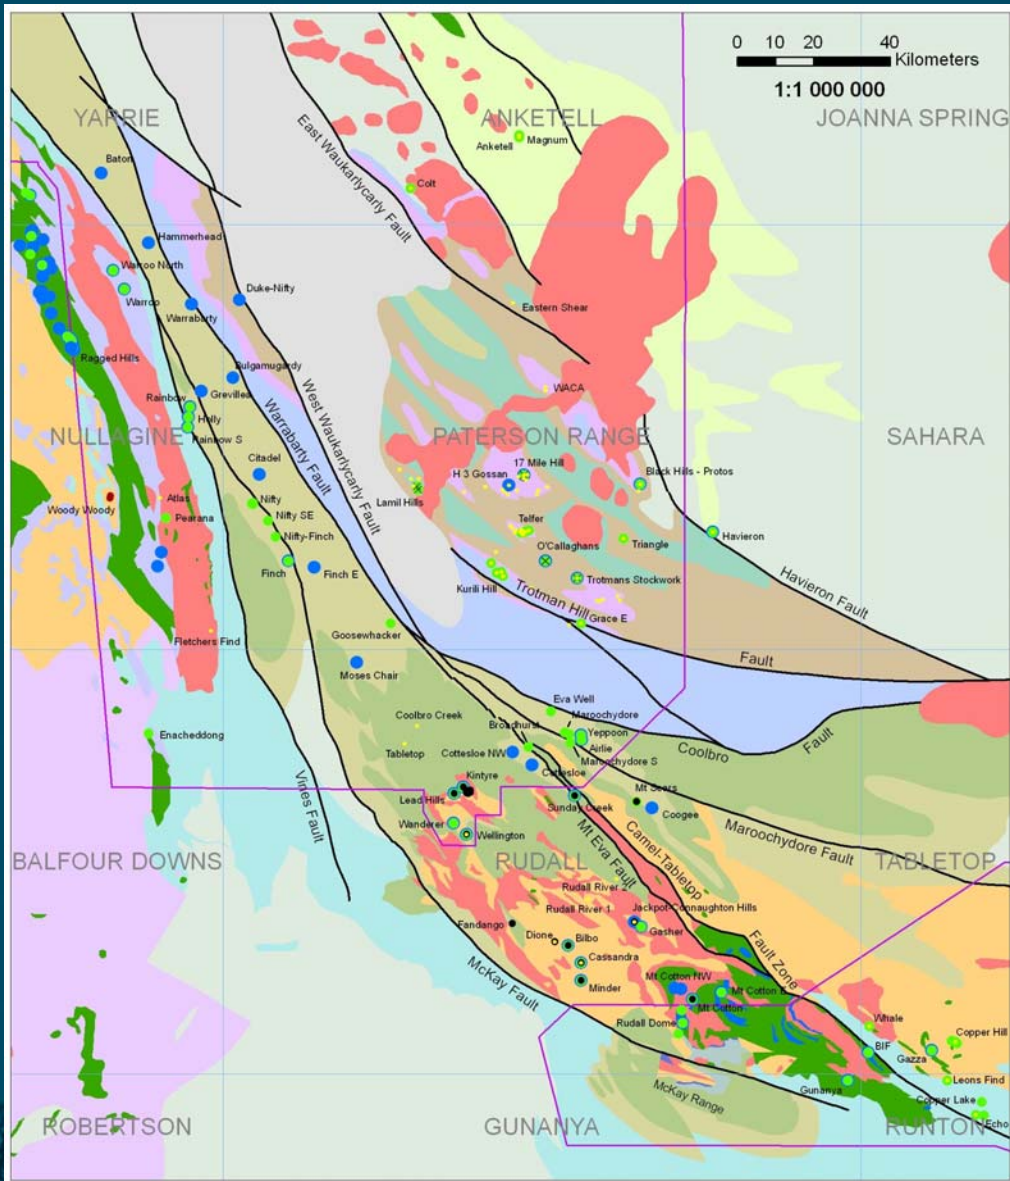 0 10 20 40
Kilometers
1:1 000 000
YARRIE
ANKETELL
JOANNA SPRING
Magnum
Anketell
East Waukarlycarly Fault
Baton
Colt
Hammerhead
Warroo North
Warroo
Duke-Nifty
Warrabarty
Eastern Shear
Ragged Hills
Bulgamugardy
Grevillea
WACA
Rainbow
Holly
Rainbow S
Warrabarty Fault
West Waukarlycarly Fault
NULLAGINE
PATERSON RANGE
SAHARA
Citadel
H 3 Gossan
17 Mile Hill
Black Hills - Protos
Lamil Hills
Woody Woody
Atlas
Nifty
Pearana
Nifty SE
Telfer
Nifty-Finch
Triangle
Havieron
O'Callaghans
Finch
Finch E
Trotmans Stockwork
Kurili Hill
Trotman Hill
Fault
Havieron Fault
Grace E
Goosewhacker
Fletchers Find
Moses Chair
Eva Well
Maroochydore
Coolbro Creek
Broadhurst
Yeppoon
Enacheddong
Tabletop
Cottesloe NW
Airlie
Maroochydore S
Coolbro
Fault
Cottesloe
Kintyre
Lead Hills
Sunday Creek
Mt Sears
Coogee
Vines Fault
Wanderer
Wellington
Mt Eva Fault
Camel-Tabletop
Fault Zone
Maroochydore Fault
BALFOUR DOWNS
RUDALL
TABLETOP
Rudall River 2
Rudall River 1
Jackpot-Connaughton Hills
Fandango
Gasher
Dione
Bilbo
Cassandra
McKay Fault
Minder
Mt Cotton NW
Mt Cotton E
Mt Cotton
Rudall Dome
Whale
Copper Hill
BIF
Gazza
Gunanya
Leons Find
McKay Range
Copper Lake
ROBERTSON
GUNANYA
RUNTON
Echo